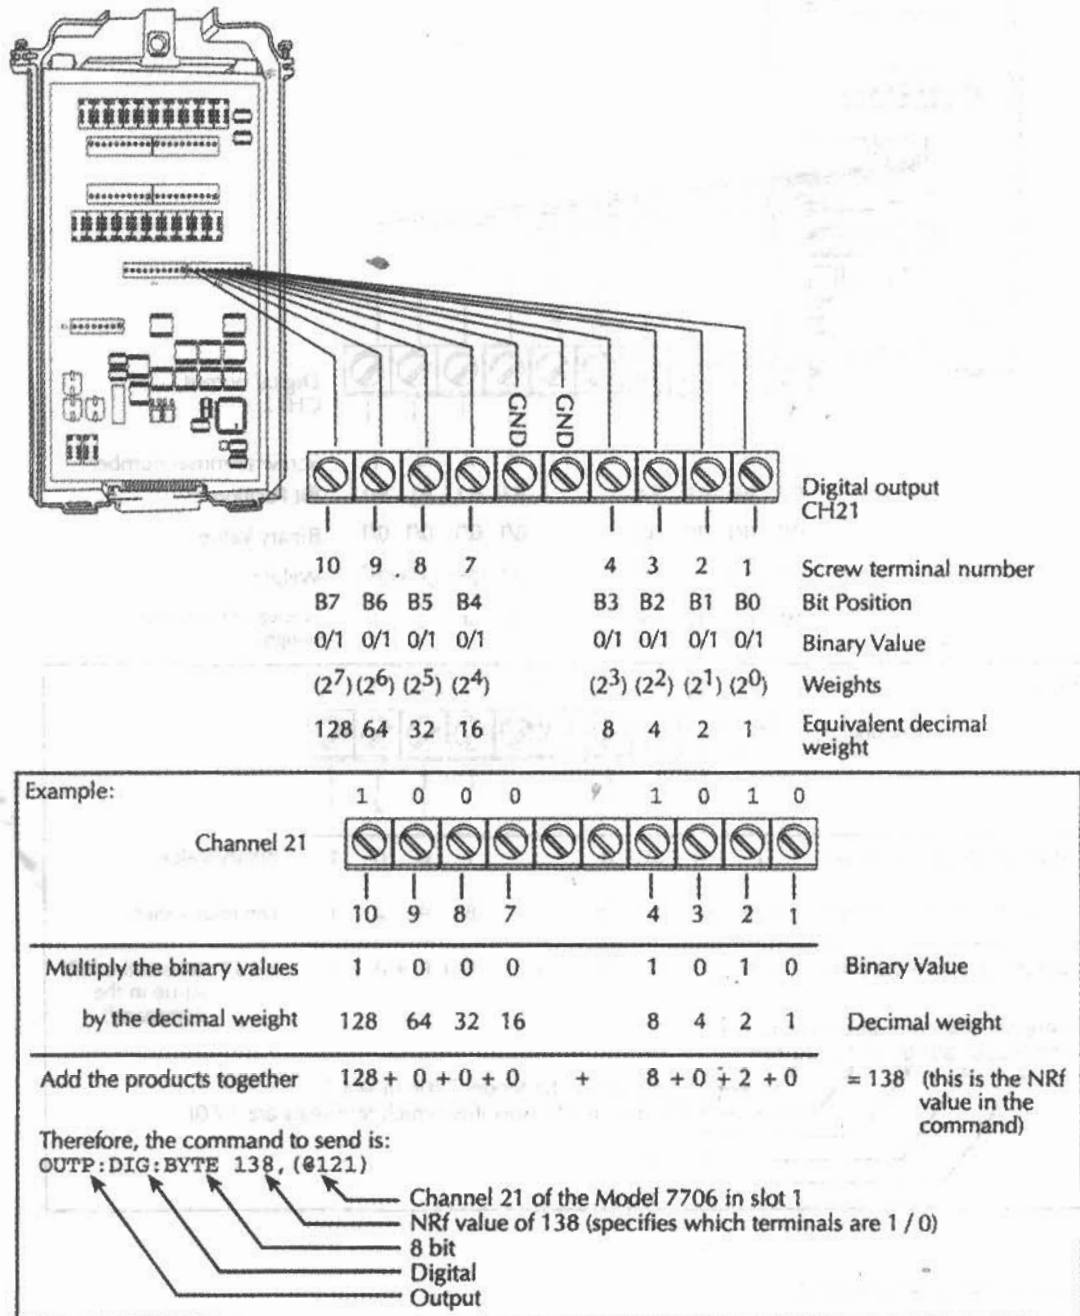 GND GND
Digital output
CH21
10 9 8 7 4 3 2 1 Screw terminal number
B7 B6 B5 B4 B3 B2 B1 B0 Bit Position
0/1 0/1 0/1 0/1 0/1 0/1 0/1 0/1 Binary Value
(2⁷) (2⁶) (2⁵) (2⁴) (2³) (2²) (2¹) (2⁰) Weights
128 64 32 16 8 4 2 1 Equivalent decimal
weight
Example: 1 0 0 0 1 0 1 0
Channel 21
10 9 8 7 4 3 2 1
Multiply the binary values 1 0 0 0 1 0 1 0 Binary Value
by the decimal weight 128 64 32 16 8 4 2 1 Decimal weight
Add the products together 128 + 0 + 0 + 0 + 8 + 0 + 2 + 0 = 138 (this is the NRf
value in the
command)
Therefore, the command to send is:
OUTP:DIG:BYTE 138,(@121)
Channel 21 of the Model 7706 in slot 1
NRf value of 138 (specifies which terminals are 1 / 0)
8 bit
Digital
Output